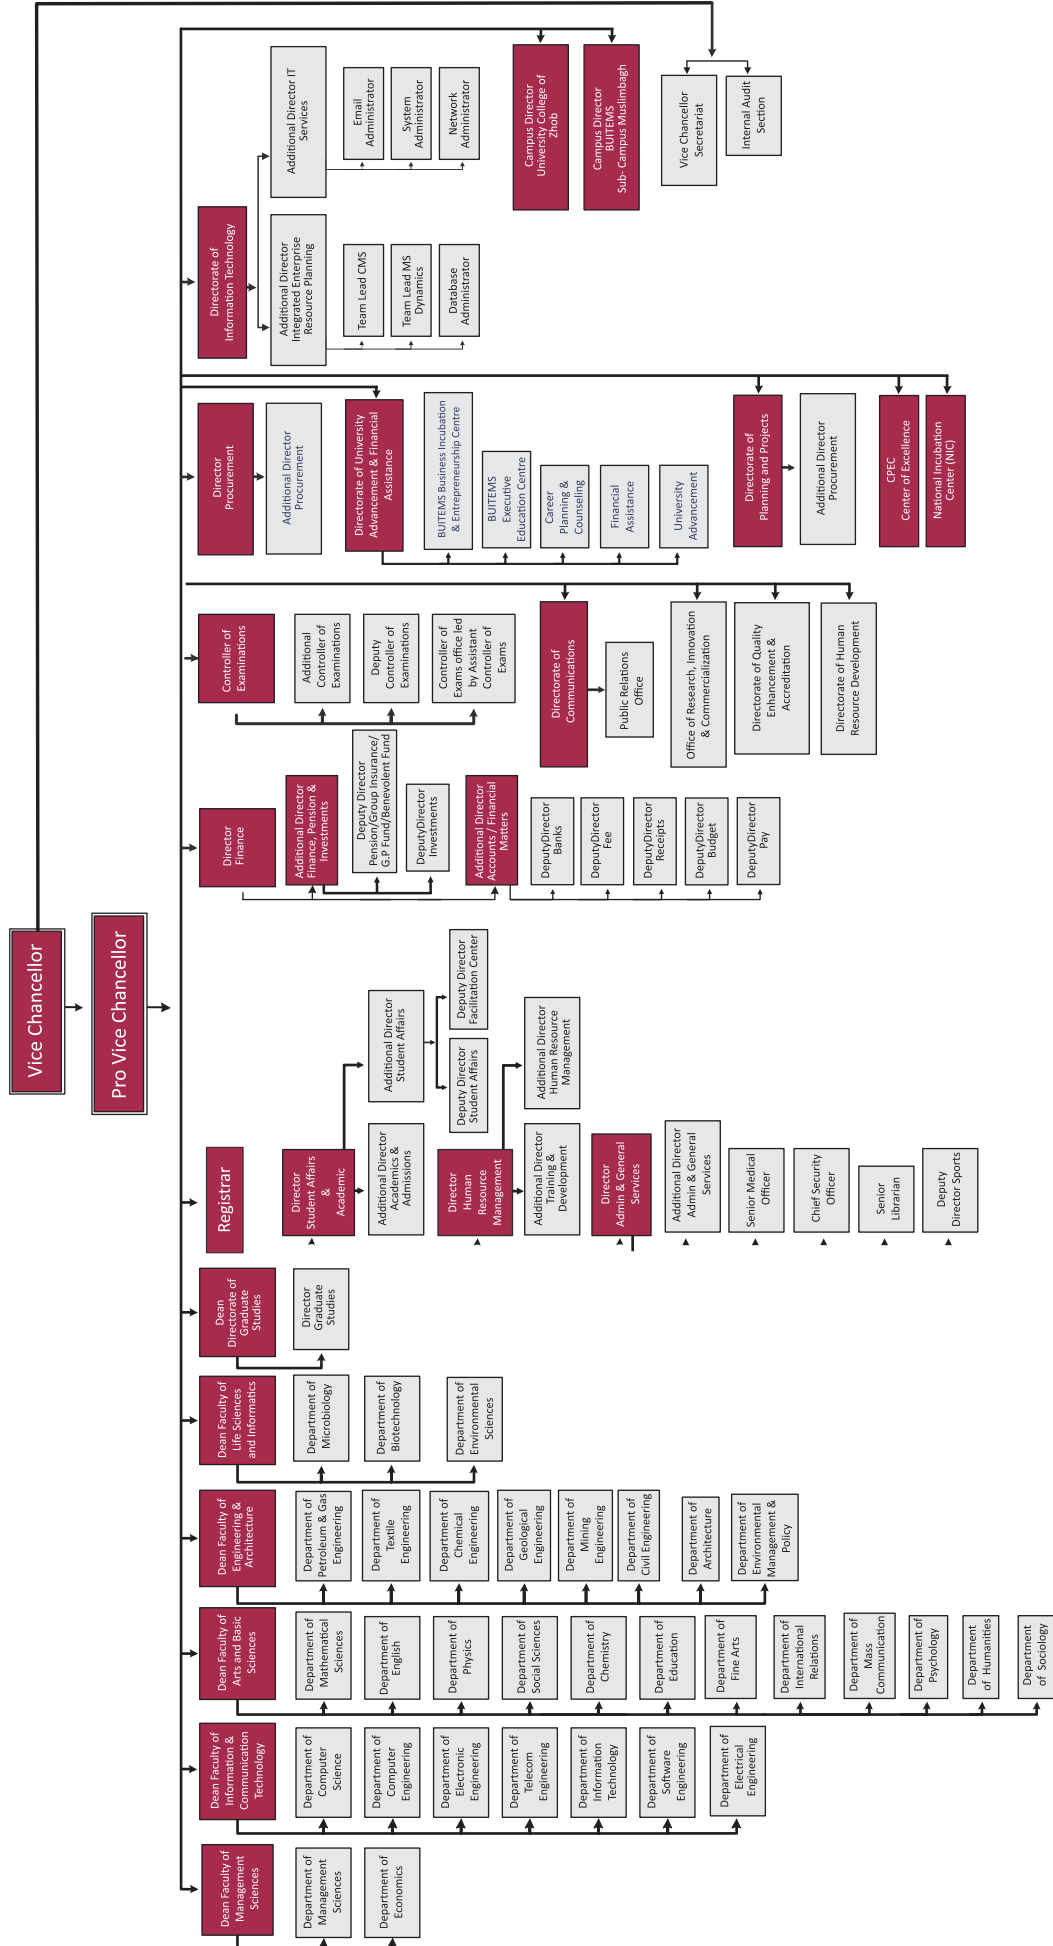 Vice Chancellor
Pro Vice Chancellor
Dean Faculty of
Management
Sciences
Department of
Management
Sciences
Department of
Economics
Dean Faculty of
Information &
Communication
Technology
Department of
Computer
Science
Department of
Computer
Engineering
Department of
Electronic
Engineering
Department of
Telecom
Engineering
Department of
Information
Technology
Department of
Software
Engineering
Department of
Electrical
Engineering
Dean Faculty of
Arts and Basic
Sciences
Department of
Mathematical
Sciences
Department of
English
Department of
Physics
Department of
Social Sciences
Department of
Chemistry
Department of
Education
Department of
Fine Arts
Department of
International
Relations
Department of
Mass
Communication
Department of
Psychology
Department
of Humanities
Department
of Sociology
Dean Faculty of
Engineering &
Architecture
Department of
Petroleum & Gas
Engineering
Department of
Textile
Engineering
Department of
Chemical
Engineering
Department of
Geological
Engineering
Department of
Mining
Engineering
Department of
Civil Engineering
Department of
Architecture
Department of
Environmental
Management &
Policy
Dean Faculty of
Life Sciences
and Informatics
Department of
Microbiology
Department of
Biotechnology
Department of
Environmental
Sciences
Dean
Directorate of
Graduate
Studies
Director
Graduate
Studies
Registrar
Director
Student Affairs
&
Academic
Additional Director
Academics &
Admissions
Additional Director
Student Affairs
Deputy Director
Student Affairs
Deputy Director
Facilitation Center
Director
Human
Resource
Management
Additional Director
Training &
Development
Additional Director
Human Resource
Management
Director
Admin & General
Services
Additional Director
Admin & General
Services
Senior Medical
Officer
Chief Security
Officer
Senior
Librarian
Deputy
Director Sports
Director
Finance
Additional Director
Finance, Pension &
Investments
Deputy Director
Pension/Group Insurance/
G.P Fund/Benevolent Fund
DeputyDirector
Investments
Additional Director
Accounts / Financial
Matters
DeputyDirector
Banks
DeputyDirector
Fee
DeputyDirector
Receipts
DeputyDirector
Budget
DeputyDirector
Pay
Controller of
Examinations
Additional
Controller of
Examinations
Deputy
Controller of
Examinations
Controller of
Exams office led
by Assistant
Controller of
Exams
Directorate of
Communications
Public Relations
Office
Office of Research, Innovation
& Commercialization
Directorate of Quality
Enhancement &
Accreditation
Directorate of Human
Resource Development
Director
Procurement
Additional Director
Procurement
Directorate of University
Advancement & Financial
Assistance
BUITEMS Business Incubation
& Entrepreneurship Centre
BUITEMS
Executive
Education Centre
Career
Planning &
Counseling
Financial
Assistance
University
Advancement
Directorate of
Planning and Projects
Additional Director
Procurement
CPEC
Center of Excellence
National Incubation
Center (NIC)
Directorate of
Information Technology
Additional Director
Integrated Enterprise
Resource Planning
Team Lead CMS
Team Lead MS
Dynamics
Database
Administrator
Additional Director IT
Services
Email
Administrator
System
Administrator
Network
Administrator
Campus Director
University College of
Zhob
Campus Director
BUITEMS
Sub- Campus Muslimbagh
Vice Chancellor
Secretariat
Internal Audit
Section